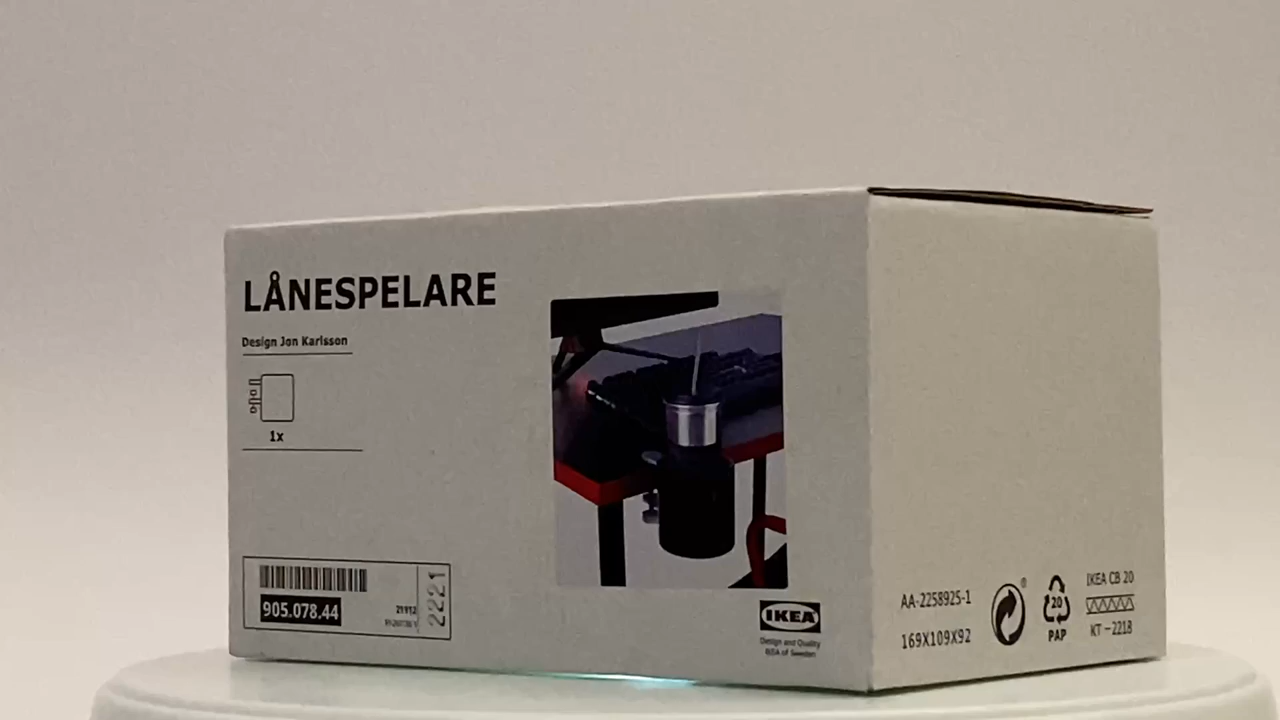 LÅNESPELARE
Design Jon Karlsson
1x
905.078.44
21912
2221
IKEA
Design and Quality
IKEA of Sweden
AA-2258925-1
169X109X92
®
20
PAP
IKEA CB 20
KT-2218